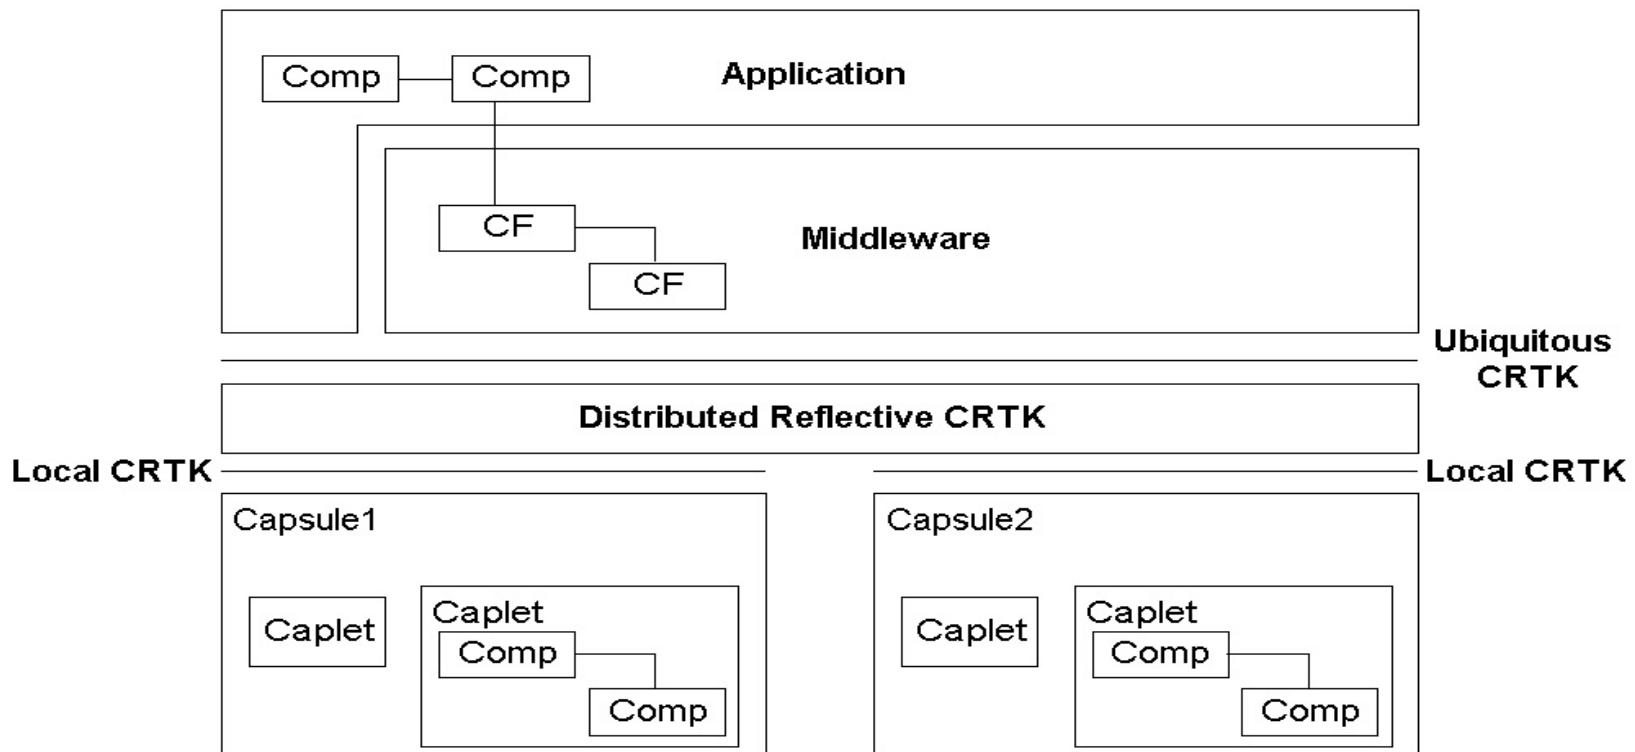 Comp
Comp
Application
CF
Middleware
CF
Ubiquitous
CRTK
Distributed Reflective CRTK
Local CRTK
Local CRTK
Capsule1
Caplet
Caplet
Comp
Comp
Capsule2
Caplet
Caplet
Comp
Comp